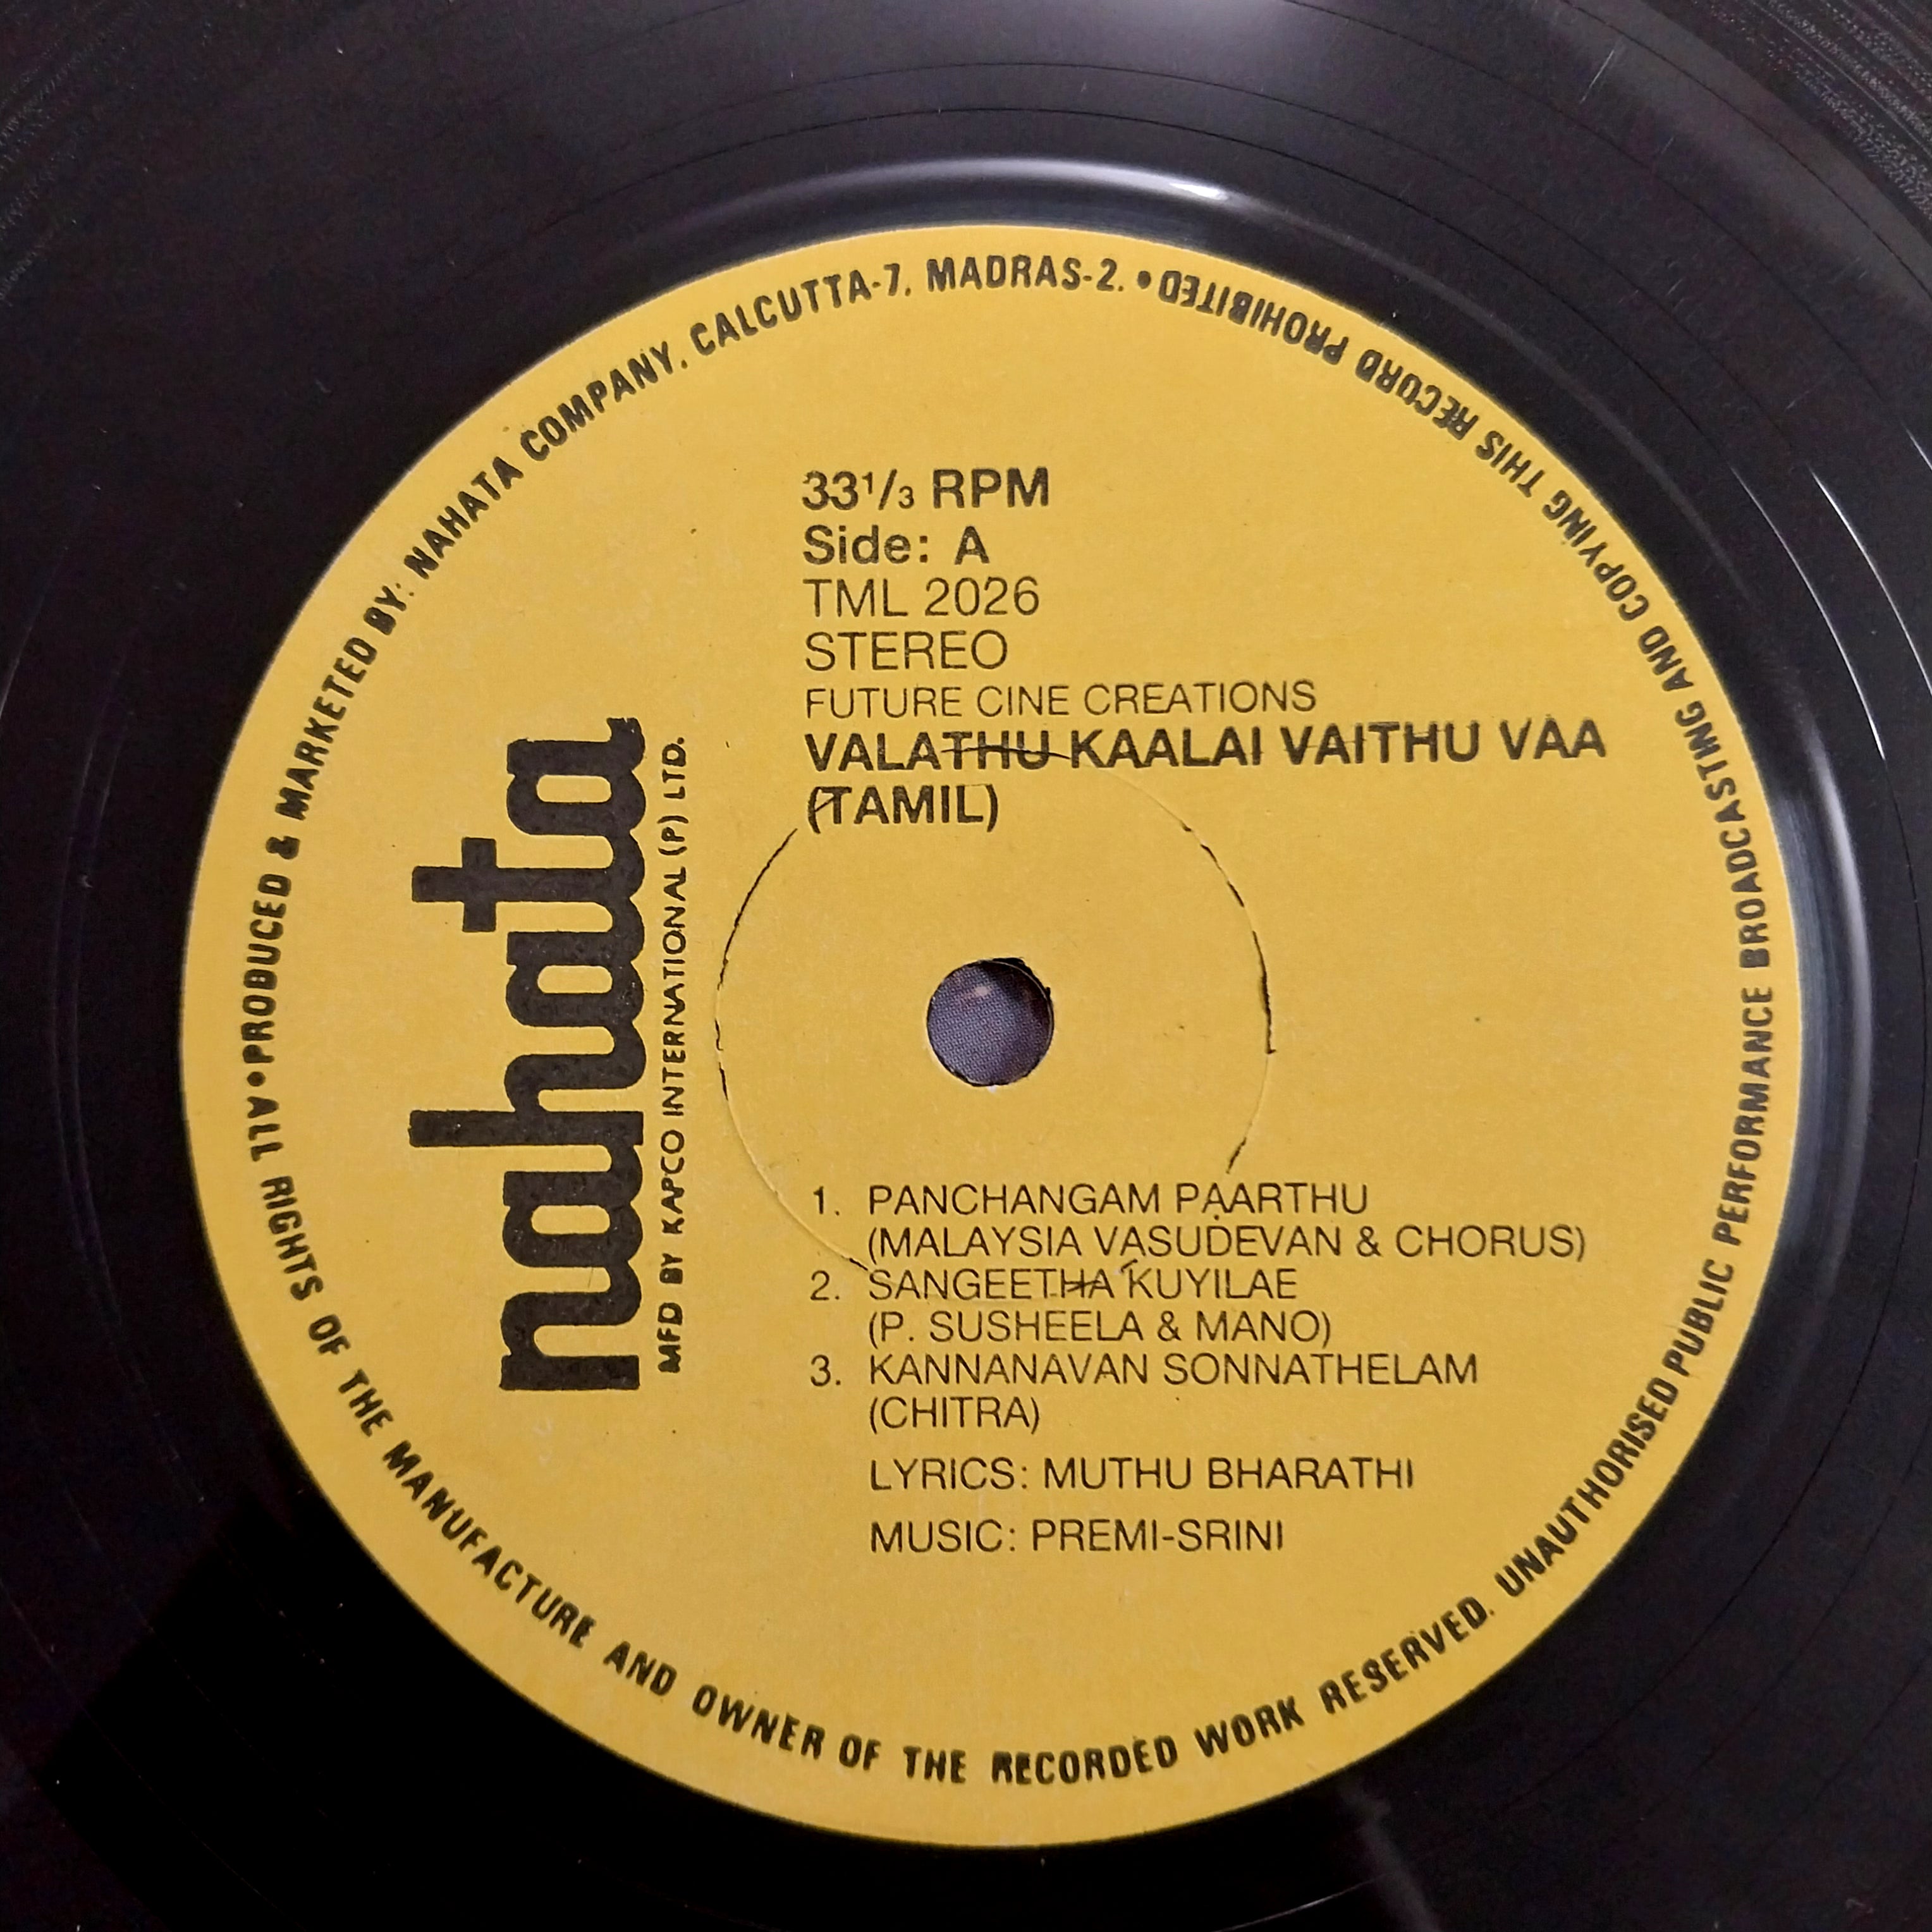 33 1/3 RPM
Side: A
TML 2026
STEREO
FUTURE CINE CREATIONS
VALATHU KAALAI VAITHU VAA
(TAMIL)
nahata
MFD BY KAPCO INTERNATIONAL (P) LTD.
1. PANCHANGAM PAARTHU
(MALAYSIA VASUDEVAN & CHORUS)
2. SANGEETHA KUYILAE
(P. SUSHEELA & MANO)
3. KANNANAVAN SONNATHELAM
(CHITRA)
LYRICS: MUTHU BHARATHI
MUSIC: PREMI-SRINI
•PRODUCED & MARKETED BY: NAHATA COMPANY, CALCUTTA-7, MADRAS-2.•
ALL RIGHTS OF THE MANUFACTURE AND OWNER OF THE RECORDED WORK RESERVED. UNAUTHORISED PUBLIC PERFORMANCE BROADCASTING AND COPYING THIS RECORD PROHIBITED